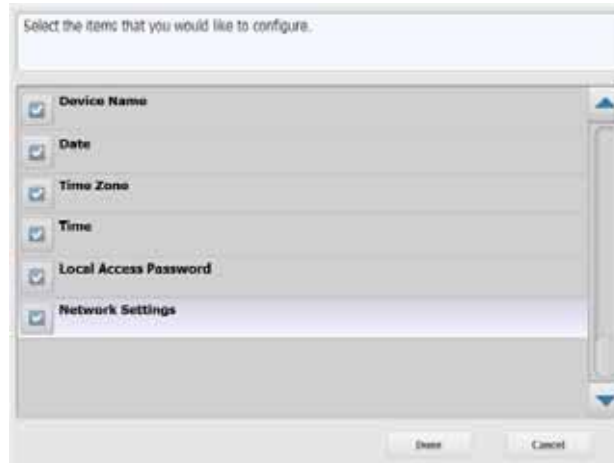 Select the items that you would like to configure.
Device Name
Date
Time Zone
Time
Local Access Password
Network Settings
Done
Cancel